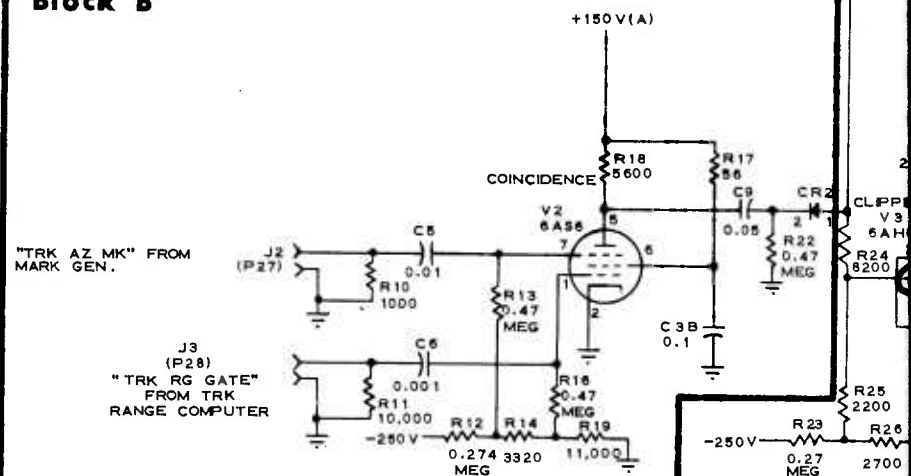 Block B
+150V(A)
R18
5600
R17
56
COINCIDENCE
V2
6AS6
5
7
6
1
2
C9
0.05
CR2
2
1
R22
0.47
MEG
V3
R24
8200
"TRK AZ MK" FROM
MARK GEN.
J2
(P27)
C5
0.01
R10
1000
R13
0.47
MEG
C3B
0.1
J3
(P28)
"TRK RG GATE"
FROM TRK
RANGE COMPUTER
C6
0.001
R11
10,000
R16
0.47
MEG
-250V
R12
0.274
MEG
R14
3320
R19
11,000
R25
2200
-250V
R23
0.27
MEG
R26
2700